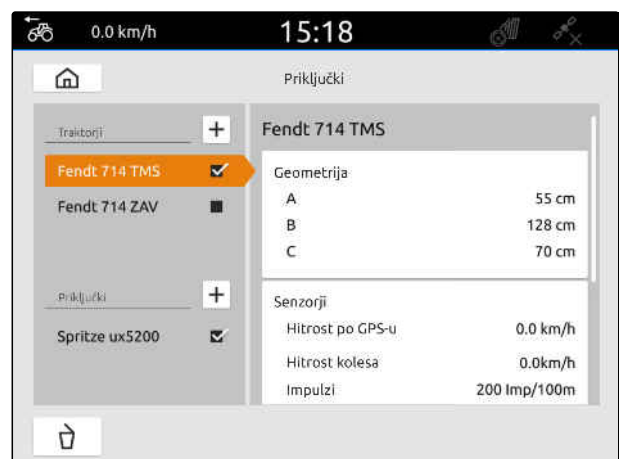 0.0 km/h
15:18
Priključki
Traktorji
Fendt 714 TMS
Fendt 714 ZAV
Priključki
Spritze ux5200
Fendt 714 TMS
Geometrija
A 55 cm
B 128 cm
C 70 cm
Senzorji
Hitrost po GPS-u 0.0 km/h
Hitrost kolesa 0.0km/h
Impulzi 200 Imp/100m